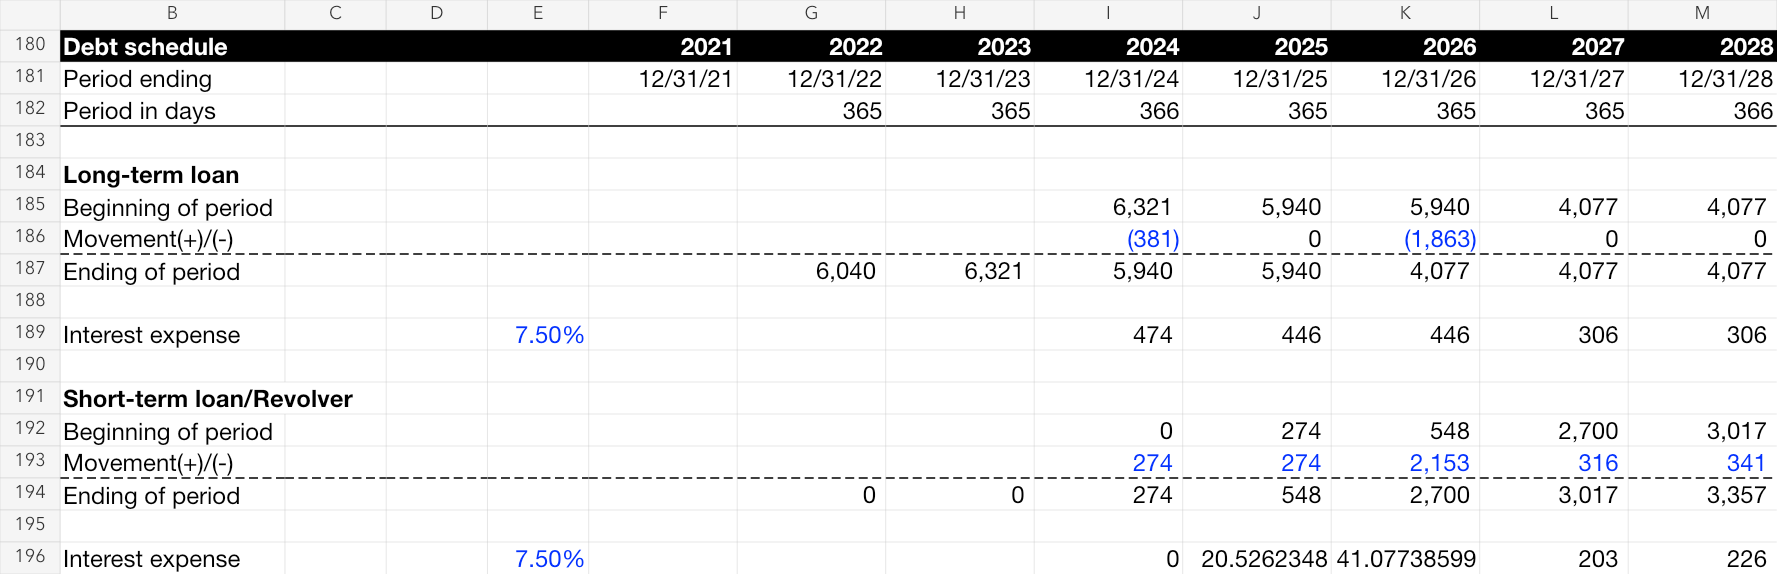 B C D E F G H I J K L M
180 Debt schedule 2021 2022 2023 2024 2025 2026 2027 2028
181 Period ending 12/31/21 12/31/22 12/31/23 12/31/24 12/31/25 12/31/26 12/31/27 12/31/28
182 Period in days 365 365 366 365 365 365 366
183
184 Long-term loan
185 Beginning of period 6,321 5,940 5,940 4,077 4,077
186 Movement(+)/(-) (381) 0 (1,863) 0 0
187 Ending of period 6,040 6,321 5,940 5,940 4,077 4,077 4,077
188
189 Interest expense 7.50% 474 446 446 306 306
190
191 Short-term loan/Revolver
192 Beginning of period 0 274 548 2,700 3,017
193 Movement(+)/(-) 274 274 2,153 316 341
194 Ending of period 0 0 274 548 2,700 3,017 3,357
195
196 Interest expense 7.50% 0 20.5262348 41.07738599 203 226